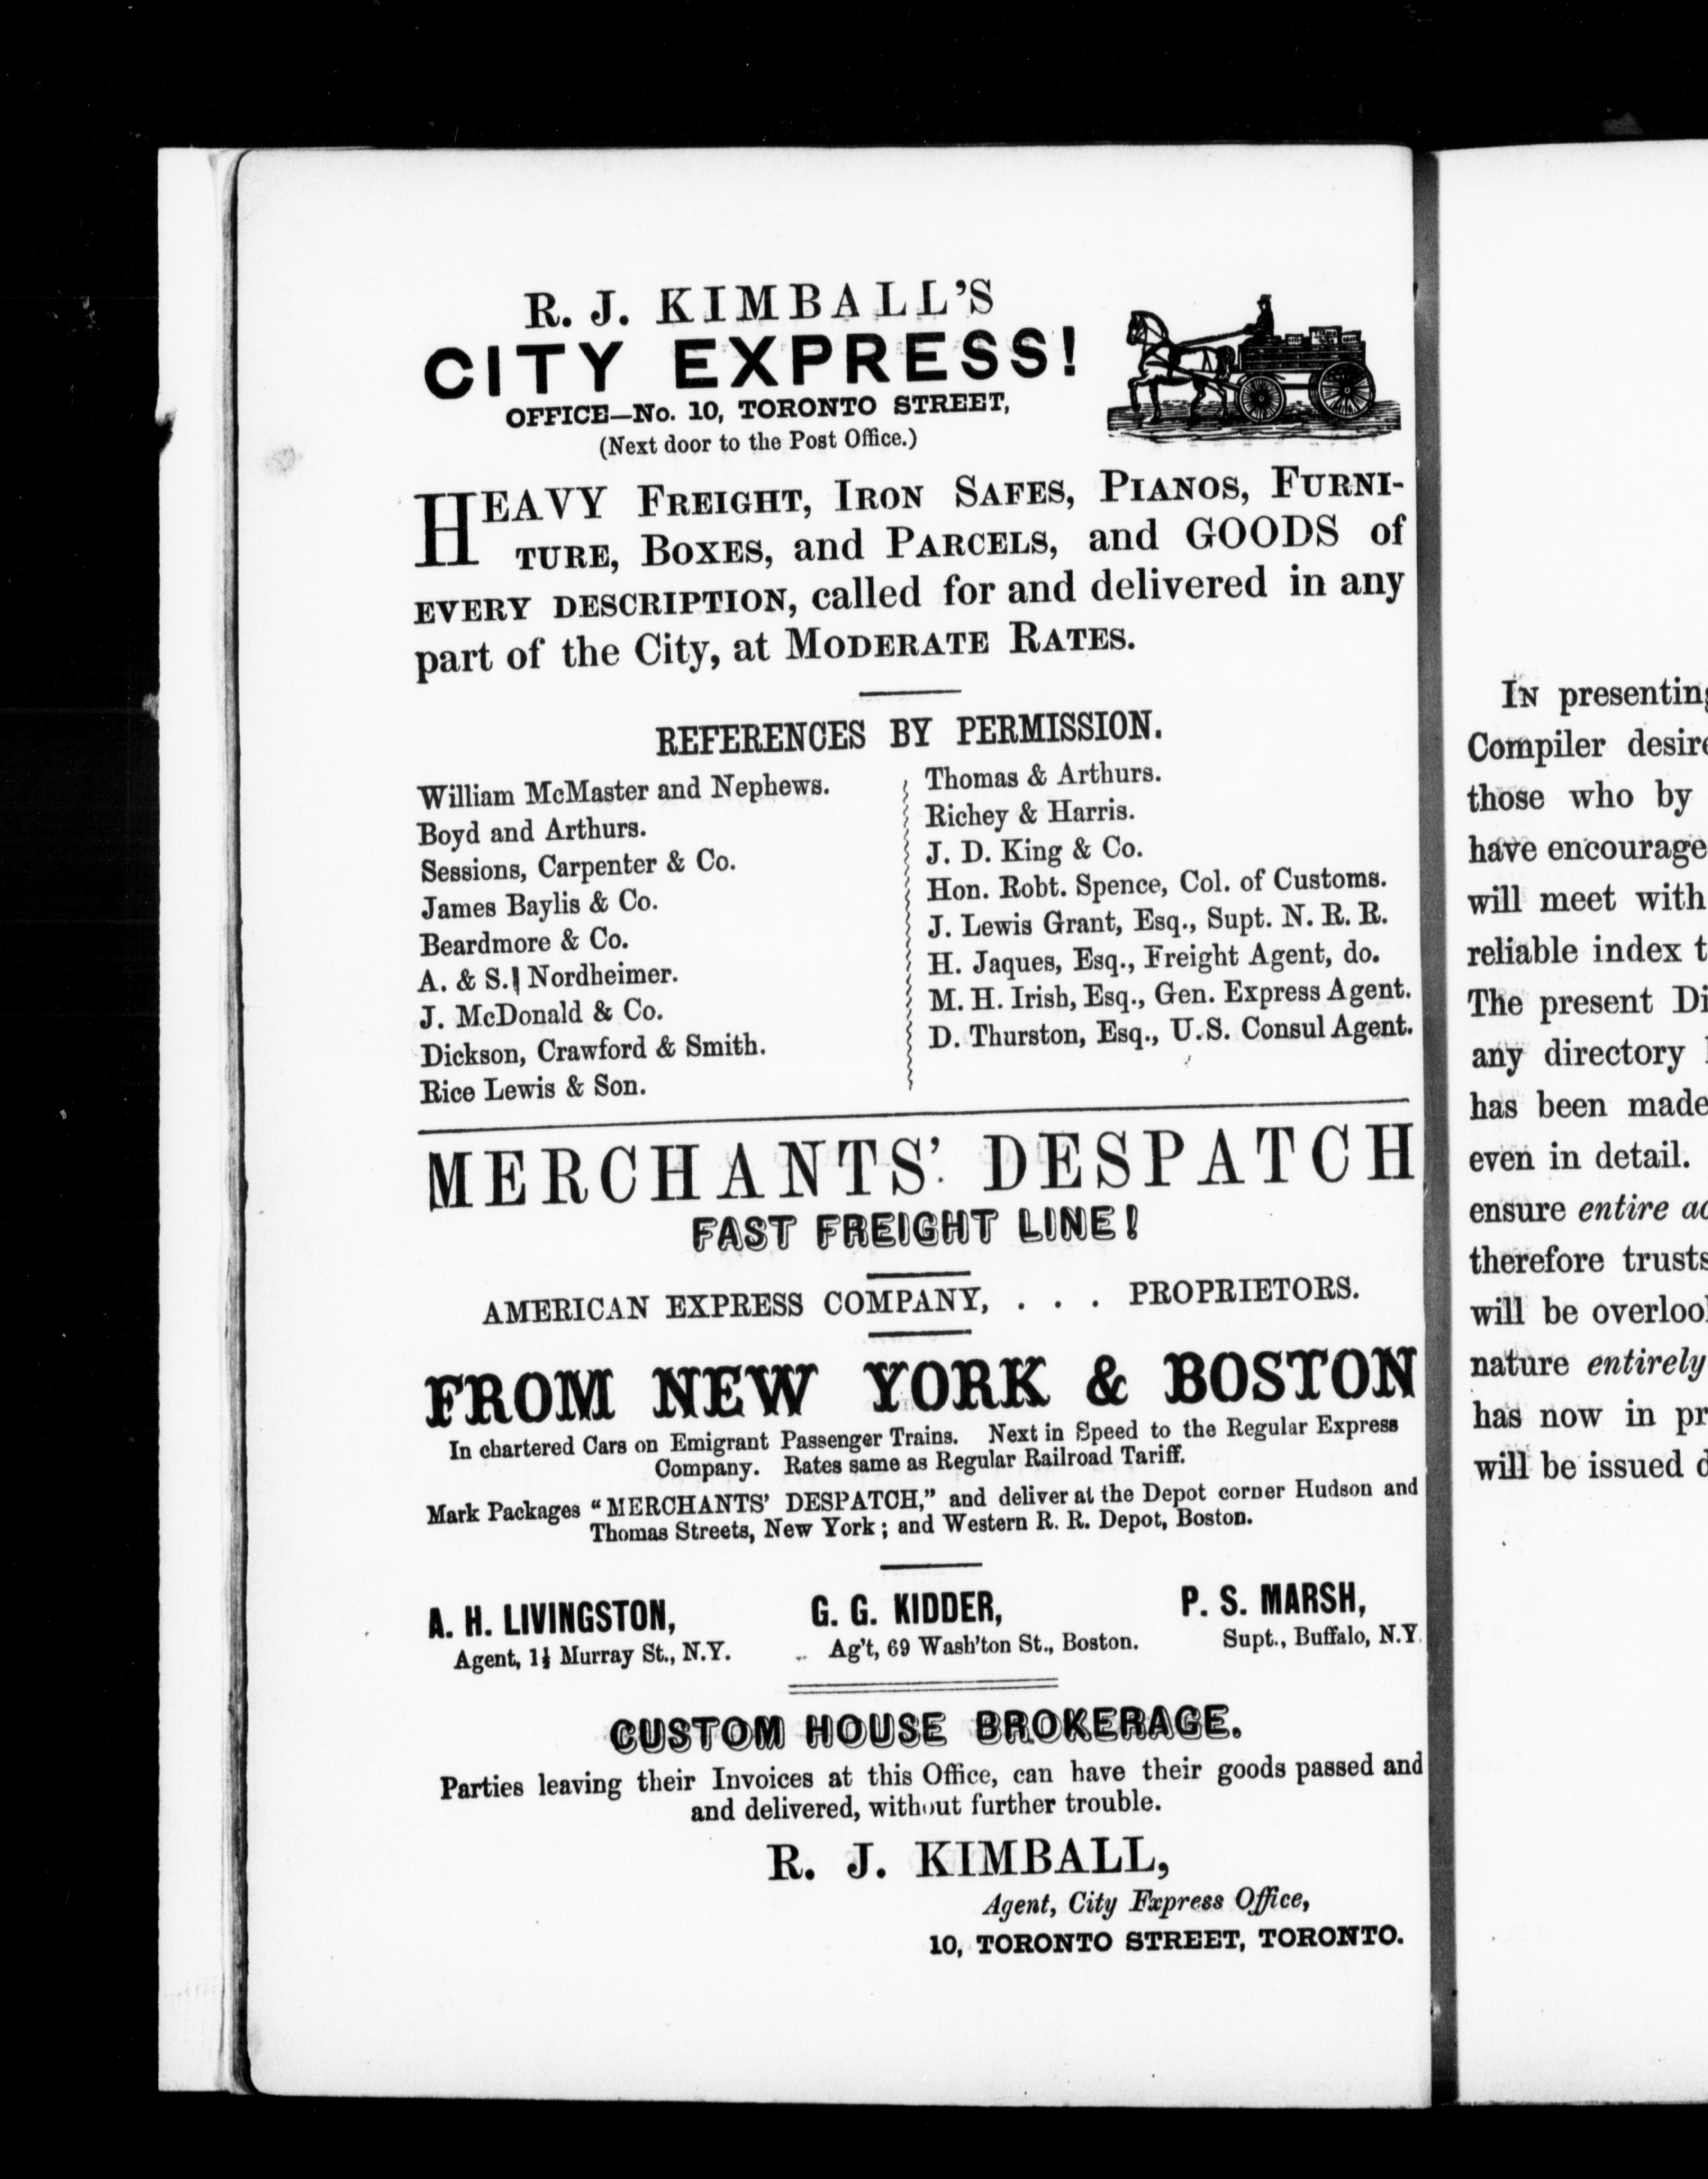 R. J. KIMBALL'S
CITY EXPRESS!
OFFICE—No. 10, TORONTO STREET,
(Next door to the Post Office.)
HEAVY FREIGHT, IRON SAFES, PIANOS, FURNI-
TURE, BOXES, and PARCELS, and GOODS of
EVERY DESCRIPTION, called for and delivered in any
part of the City, at MODERATE RATES.
REFERENCES BY PERMISSION.
William McMaster and Nephews.
Boyd and Arthurs.
Sessions, Carpenter & Co.
James Baylis & Co.
Beardmore & Co.
A. & S. Nordheimer.
J. McDonald & Co.
Dickson, Crawford & Smith.
Rice Lewis & Son.
Thomas & Arthurs.
Richey & Harris.
J. D. King & Co.
Hon. Robt. Spence, Col. of Customs.
J. Lewis Grant, Esq., Supt. N. R. R.
H. Jaques, Esq., Freight Agent, do.
M. H. Irish, Esq., Gen. Express Agent.
D. Thurston, Esq., U.S. Consul Agent.
MERCHANTS' DESPATCH
FAST FREIGHT LINE!
AMERICAN EXPRESS COMPANY, . . . PROPRIETORS.
FROM NEW YORK & BOSTON
In chartered Cars on Emigrant Passenger Trains. Next in Speed to the Regular Express
Company. Rates same as Regular Railroad Tariff.
Mark Packages "MERCHANTS' DESPATCH," and deliver at the Depot corner Hudson and
Thomas Streets, New York; and Western R. R. Depot, Boston.
A. H. LIVINGSTON,
Agent, 1½ Murray St., N.Y.
G. G. KIDDER,
Ag't, 69 Wash'ton St., Boston.
P. S. MARSH,
Supt., Buffalo, N.Y.
CUSTOM HOUSE BROKERAGE.
Parties leaving their Invoices at this Office, can have their goods passed and
and delivered, without further trouble.
R. J. KIMBALL,
Agent, City Express Office,
10, TORONTO STREET, TORONTO.
IN presenting
Compiler desire
those who by
have encourage
will meet with
reliable index t
The present Di
any directory
has been made
even in detail.
ensure entire ac
therefore trusts
will be overloo
nature entirely
has now in pr
will be issued d